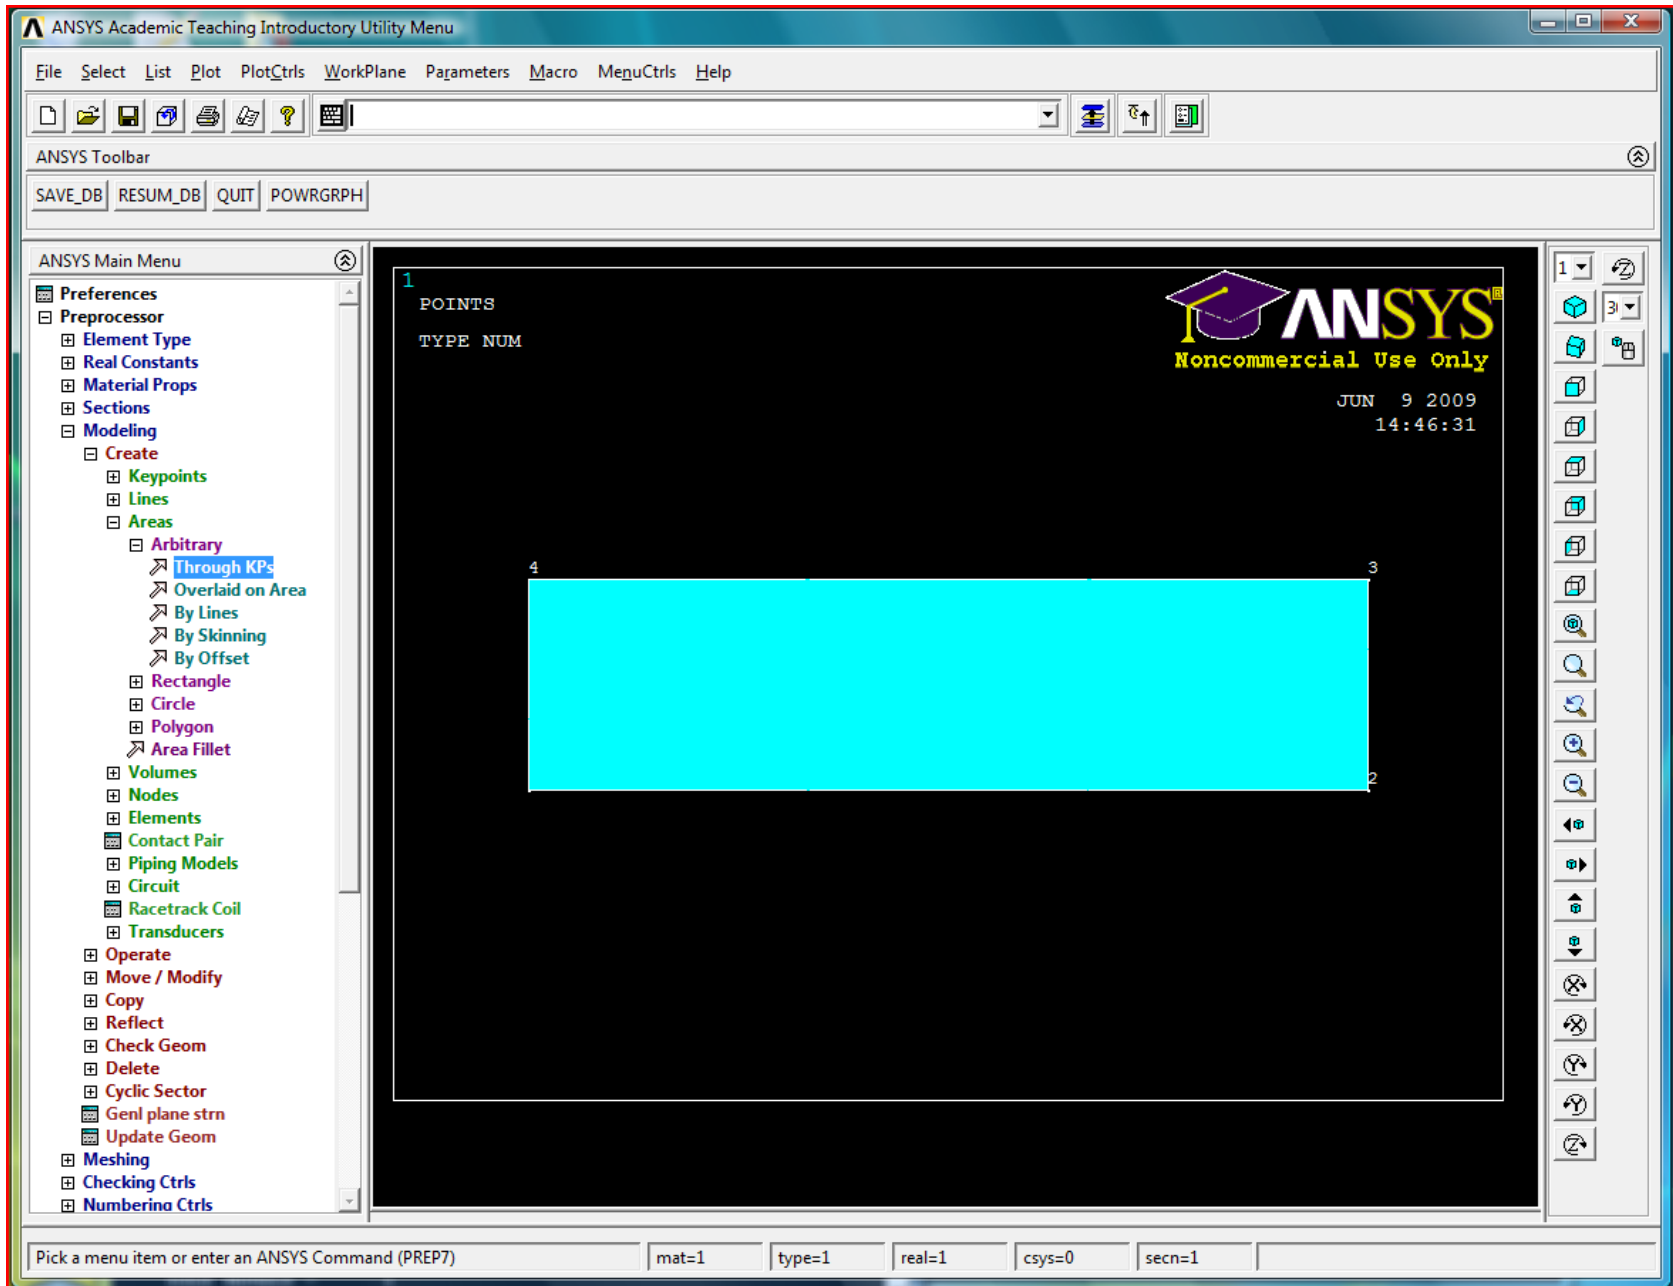 ANSYS Academic Teaching Introductory Utility Menu
File Select List Plot PlotCtrls WorkPlane Parameters Macro MenuCtrls Help
ANSYS Toolbar
SAVE_DB RESUM_DB QUIT POWRGRPH
ANSYS Main Menu
Preferences
Preprocessor
Element Type
Real Constants
Material Props
Sections
Modeling
Create
Keypoints
Lines
Areas
Arbitrary
Through KPs
Overlaid on Area
By Lines
By Skinning
By Offset
Rectangle
Circle
Polygon
Area Fillet
Volumes
Nodes
Elements
Contact Pair
Piping Models
Circuit
Racetrack Coil
Transducers
Operate
Move / Modify
Copy
Reflect
Check Geom
Delete
Cyclic Sector
Genl plane strn
Update Geom
Meshing
Checking Ctrls
Numbering Ctrls
1
POINTS
TYPE NUM
ANSYS®
Noncommercial Use Only
JUN 9 2009
14:46:31
4 3
2
1
Z
X
X
Y
Y
Z
Pick a menu item or enter an ANSYS Command (PREP7) mat=1 type=1 real=1 csys=0 secn=1